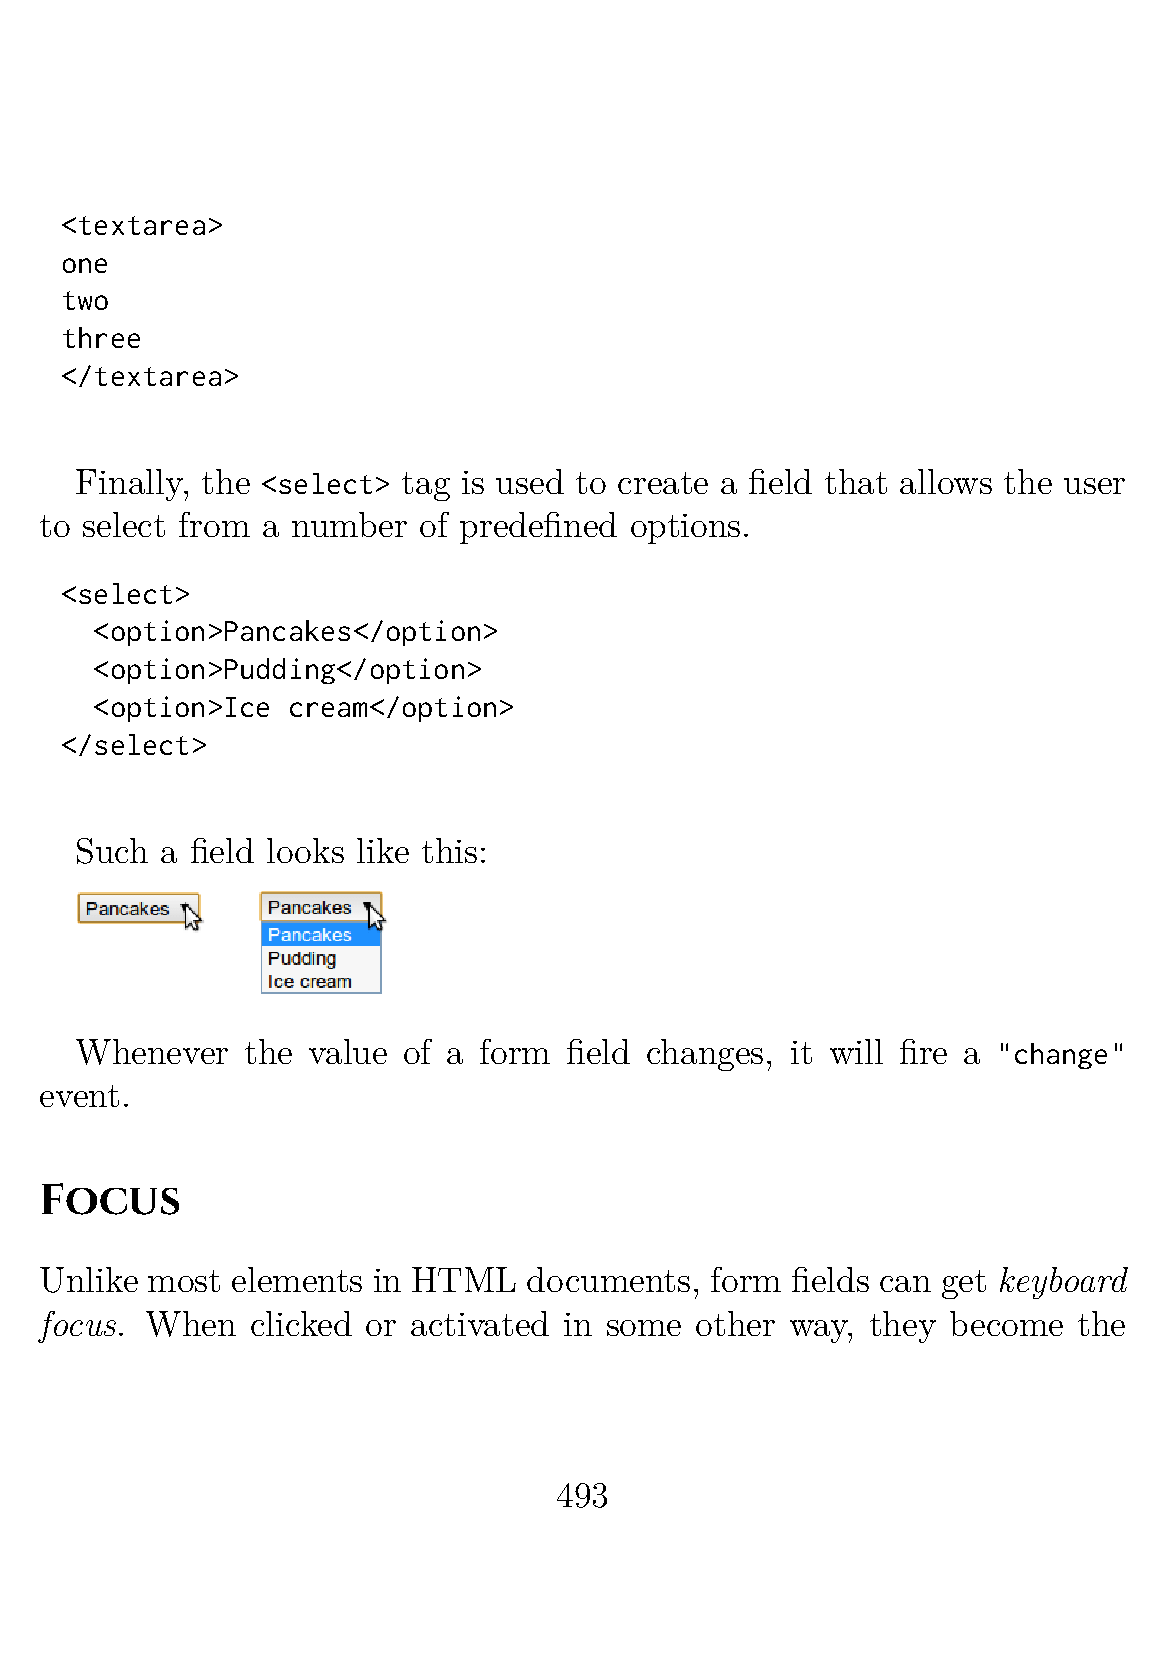 <textarea>
one
two
three
</textarea>
Finally, the <select> tag is used to create a field that allows the user
to select from a number of predefined options.
<select>
  <option>Pancakes</option>
  <option>Pudding</option>
  <option>Ice cream</option>
</select>
Such a field looks like this:
Pancakes
Pancakes
Pancakes
Pudding
Ice cream
Whenever the value of a form field changes, it will fire a "change"
event.
FOCUS
Unlike most elements in HTML documents, form fields can get keyboard
focus. When clicked or activated in some other way, they become the
493